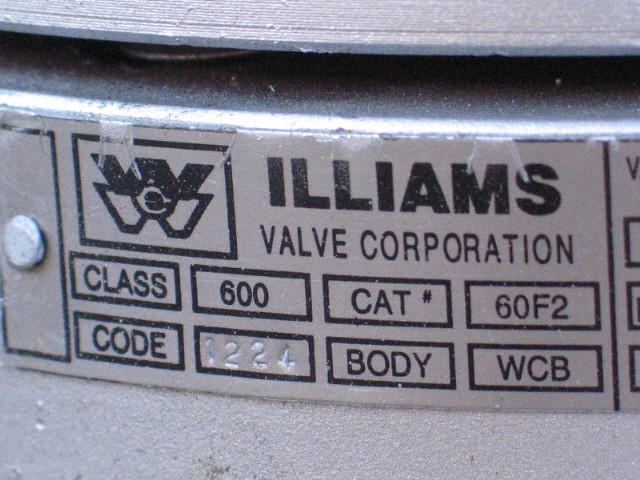 ILLIAMS
VALVE CORPORATION
CLASS 600 CAT # 60F2
CODE 1224 BODY WCB